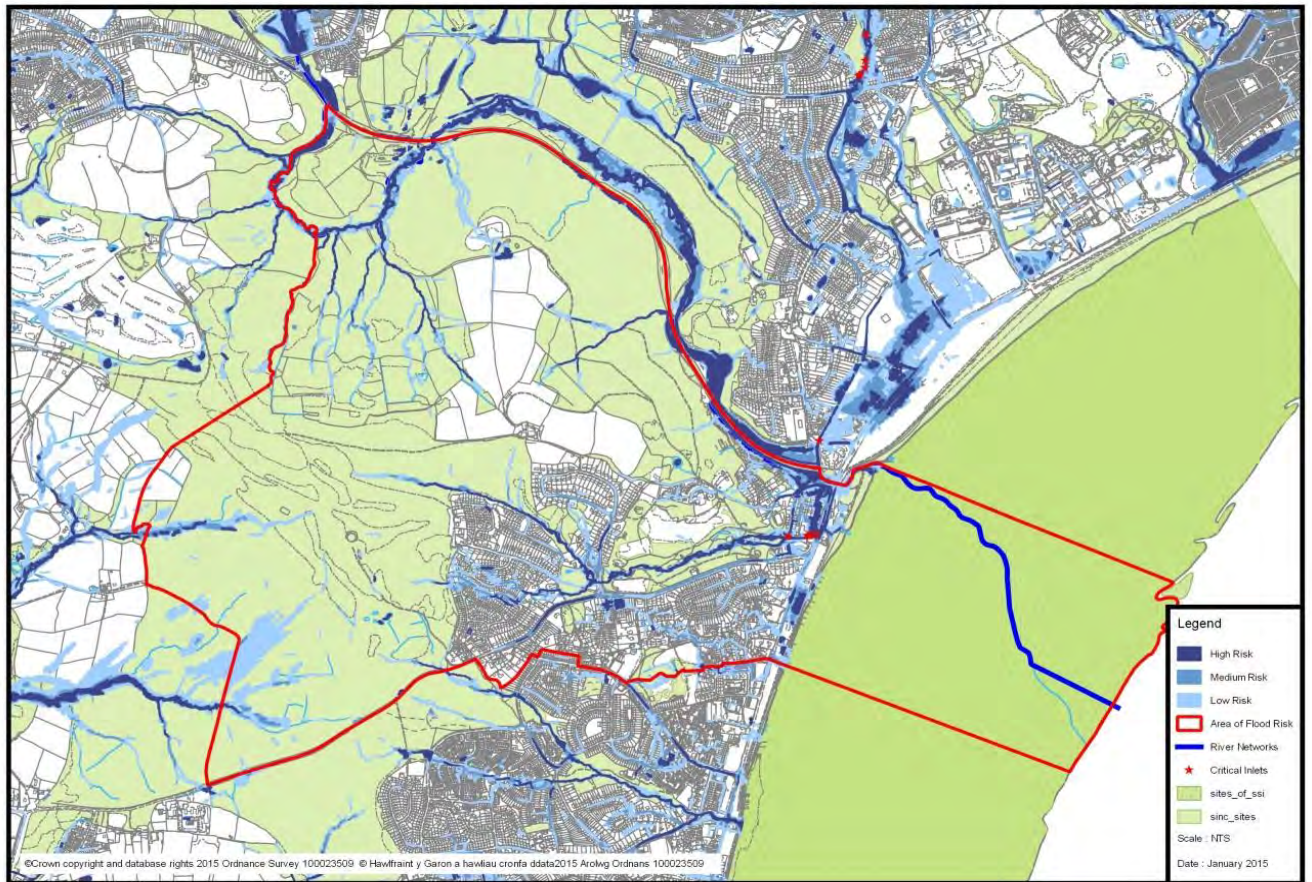 Legend
High Risk
Medium Risk
Low Risk
Area of Flood Risk
River Networks
Critical Inlets
sites_of_ssi
sinc_sites
Scale : NTS
Date : January 2015
©Crown copyright and database rights 2015 Ordnance Survey 100023509 © Hawlfraint y Goron a hawliau cronfa ddata2015 Arolwg Ordnans 100023509